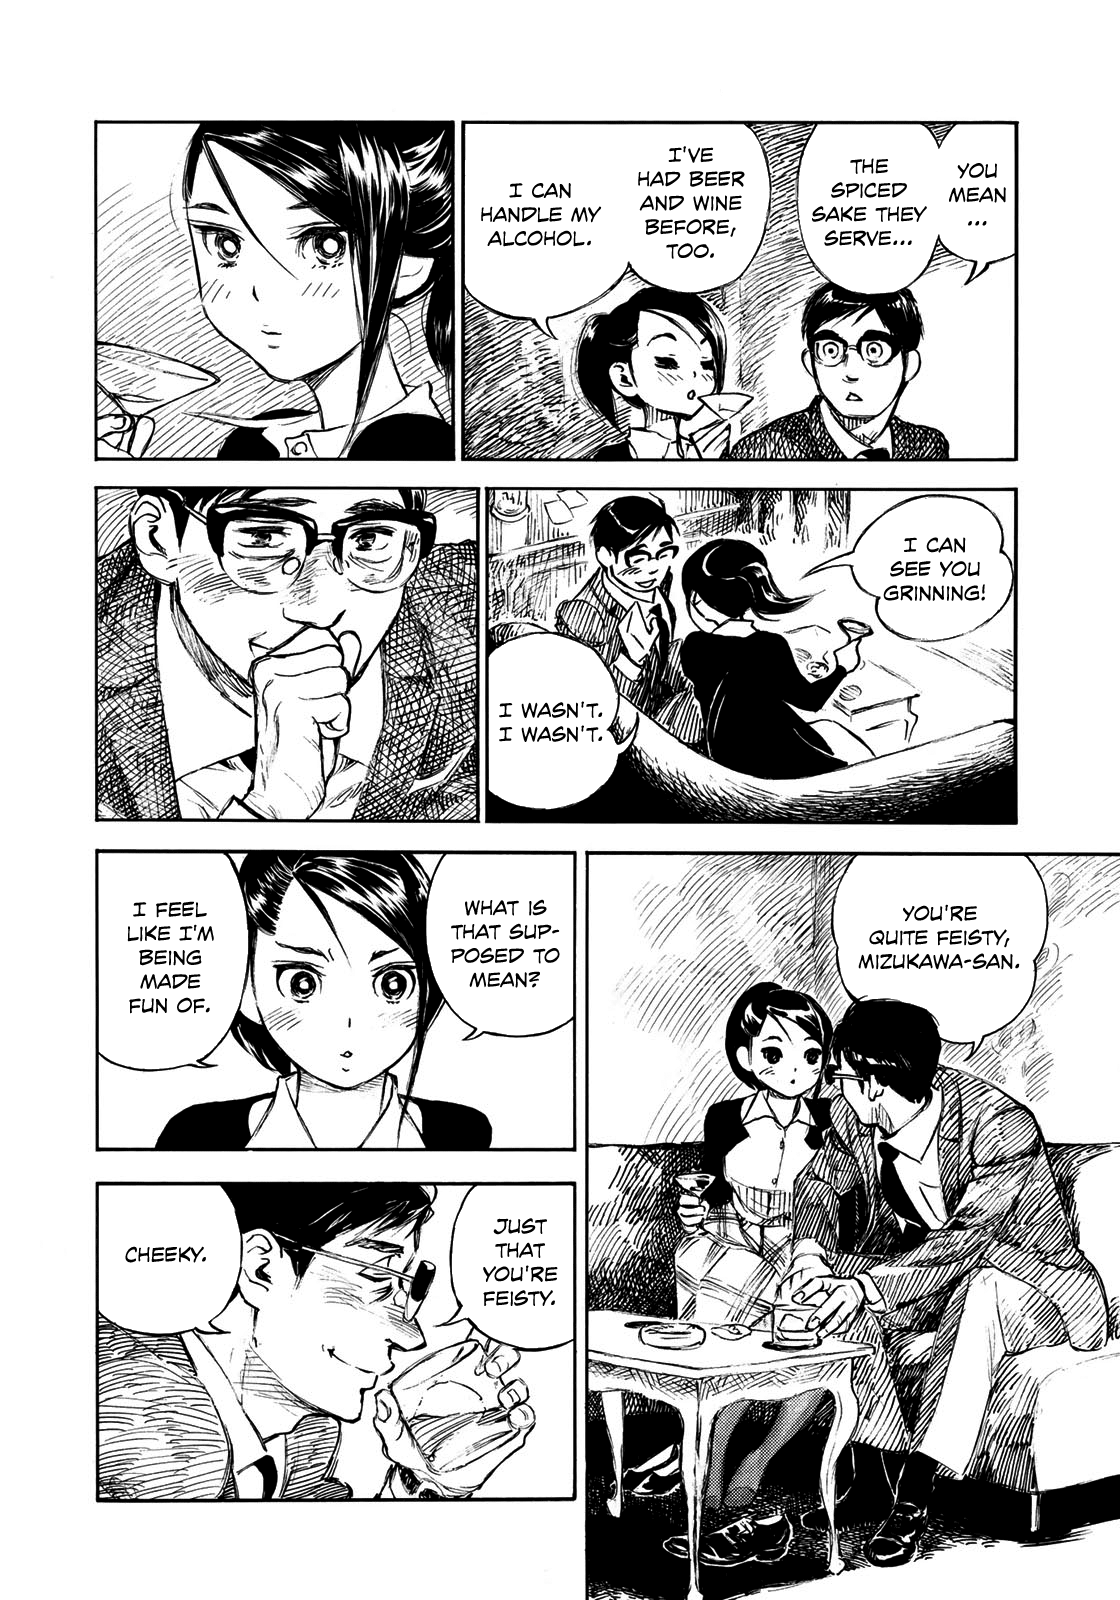 YOU
MEAN
...
THE
SPICED
SAKE THEY
SERVE...
I'VE
HAD BEER
AND WINE
BEFORE,
TOO.
I CAN
HANDLE MY
ALCOHOL.
I CAN
SEE YOU
GRINNING!
I WASN'T.
I WASN'T.
YOU'RE
QUITE FEISTY,
MIZUKAWA-SAN.
WHAT IS
THAT SUP-
POSED TO
MEAN?
I FEEL
LIKE I'M
BEING
MADE
FUN OF.
JUST
THAT
YOU'RE
FEISTY.
CHEEKY.